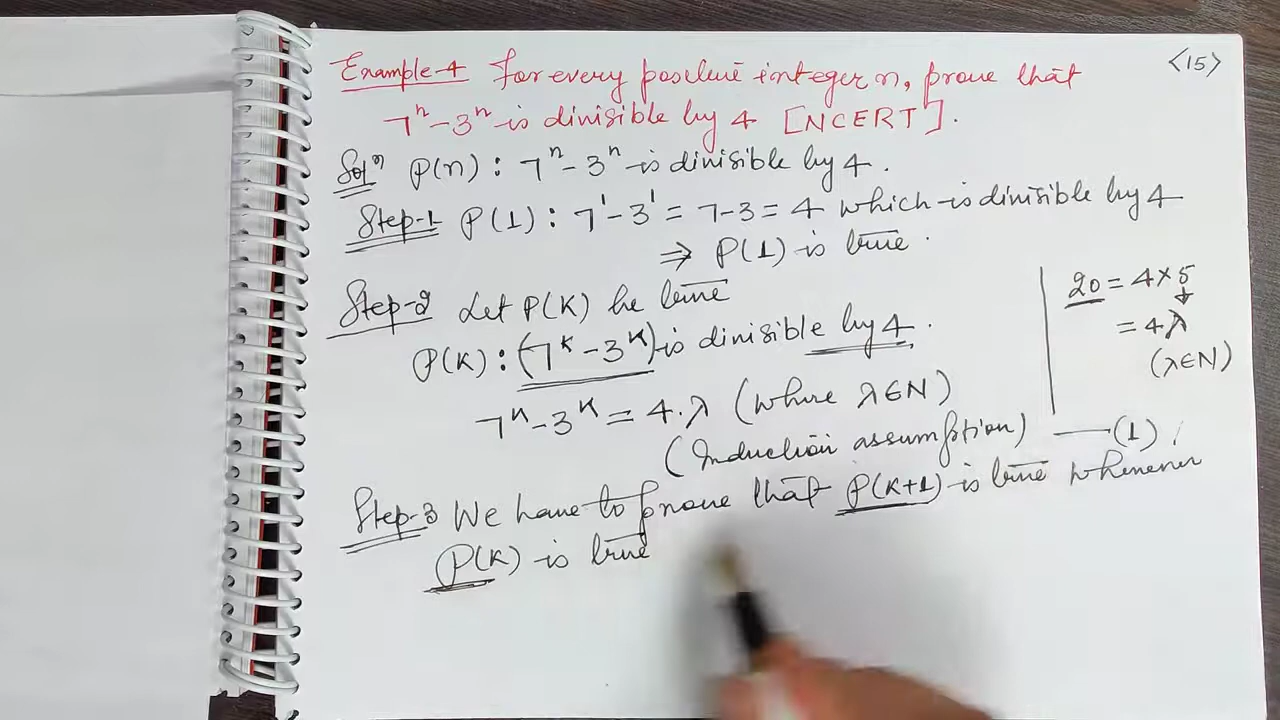 Example-4 For every positive integer n, prove that
7ⁿ-3ⁿ is divisible by 4 [NCERT].
Solⁿ P(n): 7ⁿ-3ⁿ is divisible by 4.
Step-1 P(1): 7¹-3¹ = 7-3 = 4 which is divisible by 4
⇒ P(1) is true.
Step-2 Let P(K) be true
P(K): (7ᴷ-3ᴷ) is divisible by 4.
7ᴷ-3ᴷ = 4.λ (where λ∈N)
(Induction assumption) —(1)
Step-3 We have to prove that P(K+1) is true whenever
P(K) is true
<15>
20 = 4×5
↓
= 4λ
(λ∈N)